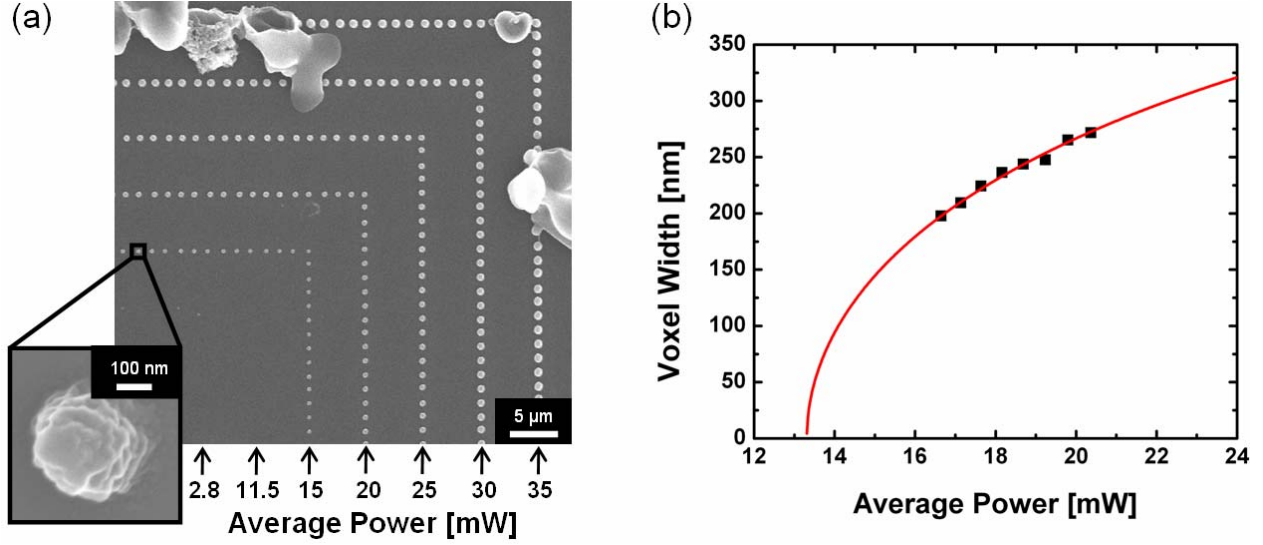 (a)
100 nm
5 µm
2.8 11.5 15 20 25 30 35
Average Power [mW]
(b)
350
300
250
200
150
100
50
0
Voxel Width [nm]
12 14 16 18 20 22 24
Average Power [mW]